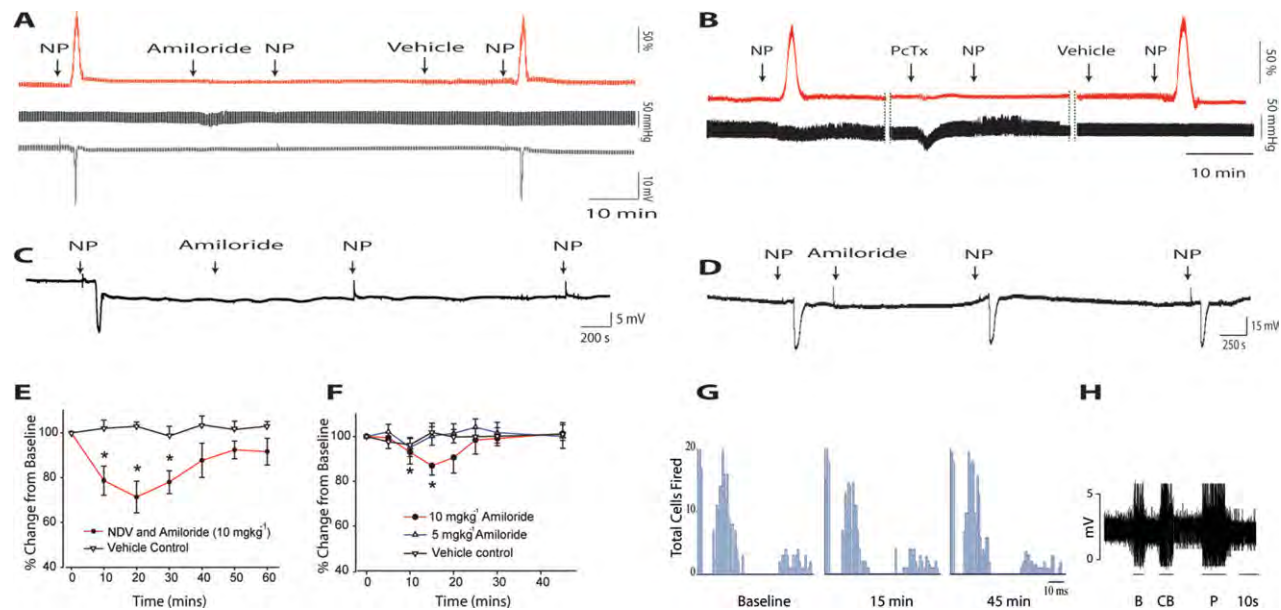 A
NP
Amiloride
NP
Vehicle
NP
50 %
50 mmHg
10 mV
10 min
B
NP
PcTx
NP
Vehicle
NP
50 %
50 mmHg
10 min
C
NP
Amiloride
NP
NP
5 mV
200 s
D
NP
Amiloride
NP
NP
15 mV
250 s
E
% Change from Baseline
100
80
60
40
* * *
NDV and Amiloride (10 mgkg⁻¹)
Vehicle Control
0 10 20 30 40 50 60
Time (mins)
F
% Change from Baseline
100
80
60
40
* *
10 mgkg⁻¹ Amiloride
5 mgkg⁻¹ Amiloride
Vehicle control
0 10 20 30 40
Time (mins)
G
Total Cells Fired
20
10
0
10 ms
Baseline 15 min 45 min
H
5
mV
0
B CB P 10s